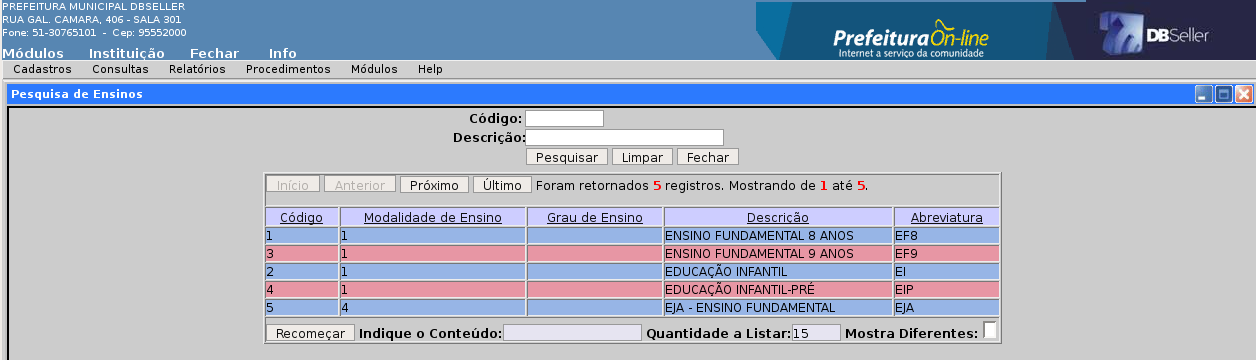 PREFEITURA MUNICIPAL DBSELLER
RUA GAL. CAMARA, 406 - SALA 301
Fone: 51-30765101 - Cep: 95552000
PrefeituraOn-line
Internet a serviço da comunidade
DBSeller
Módulos Instituição Fechar Info
Cadastros Consultas Relatórios Procedimentos Módulos Help
Pesquisa de Ensinos
Código:
Descrição:
Pesquisar Limpar Fechar
Início Anterior Próximo Último Foram retornados 5 registros. Mostrando de 1 até 5.
Código Modalidade de Ensino Grau de Ensino Descrição Abreviatura
1 1 ENSINO FUNDAMENTAL 8 ANOS EF8
3 1 ENSINO FUNDAMENTAL 9 ANOS EF9
2 1 EDUCAÇÃO INFANTIL EI
4 1 EDUCAÇÃO INFANTIL-PRÉ EIP
5 4 EJA - ENSINO FUNDAMENTAL EJA
Recomeçar Indique o Conteúdo: Quantidade a Listar: 15 Mostra Diferentes: